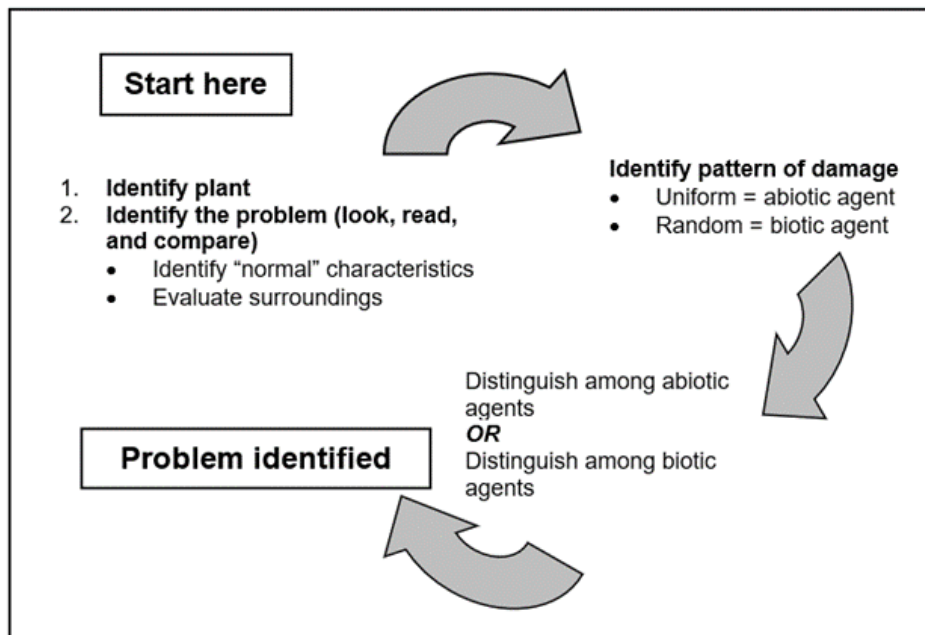 Start here
1. Identify plant
2. Identify the problem (look, read,
and compare)
• Identify “normal” characteristics
• Evaluate surroundings
Identify pattern of damage
• Uniform = abiotic agent
• Random = biotic agent
Distinguish among abiotic
agents
OR
Distinguish among biotic
agents
Problem identified